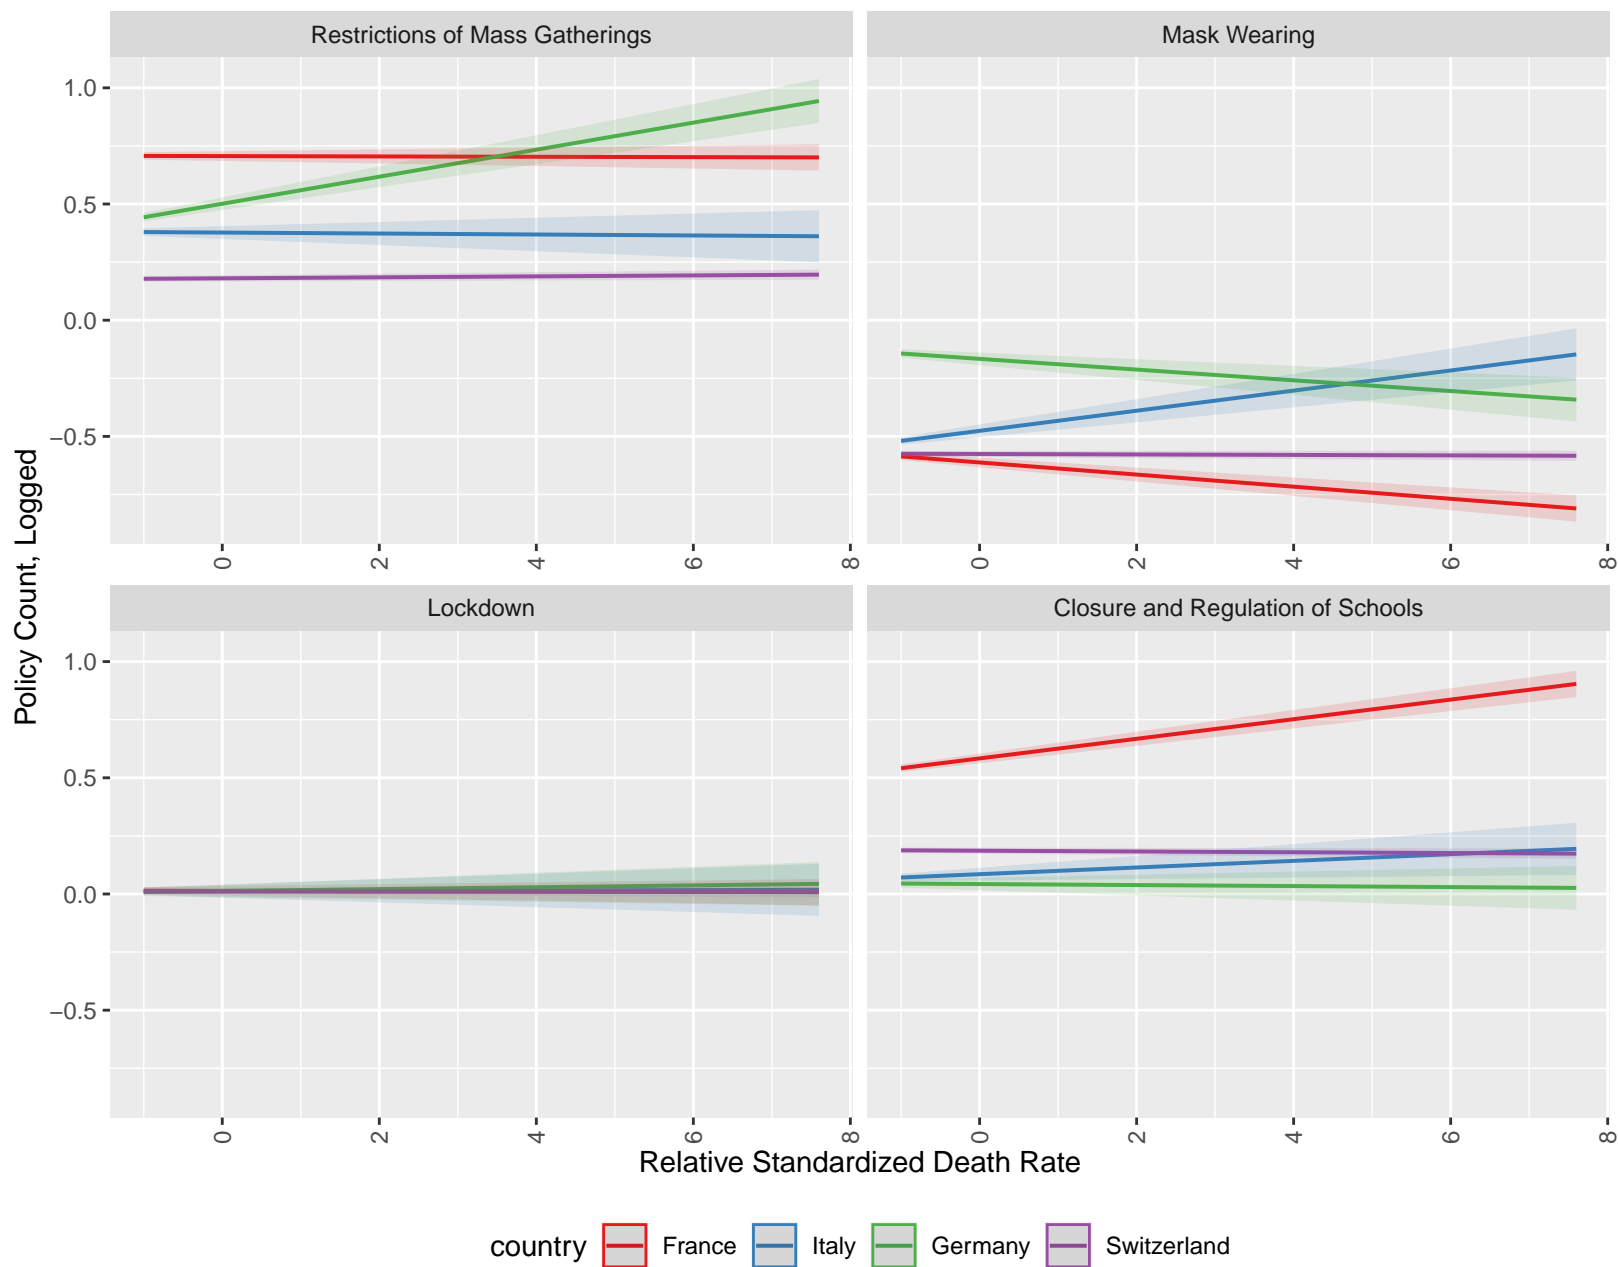 Restrictions of Mass Gatherings
Mask Wearing
1.0
0.5
0.0
−0.5
0 2 4 6 8
0 2 4 6 8
Policy Count, Logged
Lockdown
Closure and Regulation of Schools
1.0
0.5
0.0
−0.5
0 2 4 6 8
0 2 4 6 8
Relative Standardized Death Rate
country France Italy Germany Switzerland